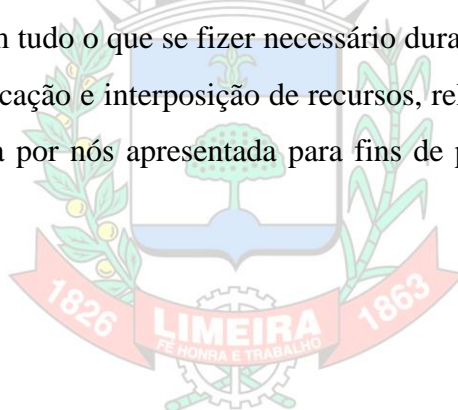 n tudo o que se fizer necessário dura
cação e interposição de recursos, re
a por nós apresentada para fins de p
1826 LIMEIRA 1863
FÉ HONRA E TRABALHO